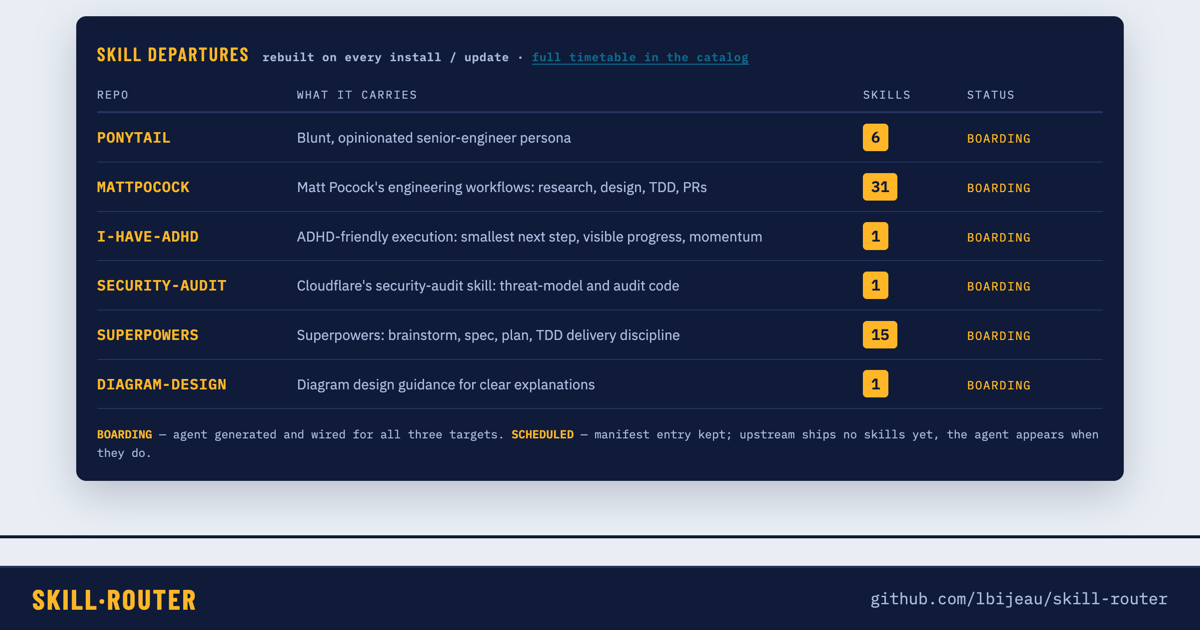 SKILL DEPARTURES rebuilt on every install / update · full timetable in the catalog
REPO WHAT IT CARRIES SKILLS STATUS
PONYTAIL Blunt, opinionated senior-engineer persona 6 BOARDING
MATTPOCOCK Matt Pocock's engineering workflows: research, design, TDD, PRs 31 BOARDING
I-HAVE-ADHD ADHD-friendly execution: smallest next step, visible progress, momentum 1 BOARDING
SECURITY-AUDIT Cloudflare's security-audit skill: threat-model and audit code 1 BOARDING
SUPERPOWERS Superpowers: brainstorm, spec, plan, TDD delivery discipline 15 BOARDING
DIAGRAM-DESIGN Diagram design guidance for clear explanations 1 BOARDING
BOARDING — agent generated and wired for all three targets. SCHEDULED — manifest entry kept; upstream ships no skills yet, the agent appears when
they do.
SKILL·ROUTER github.com/lbijeau/skill-router